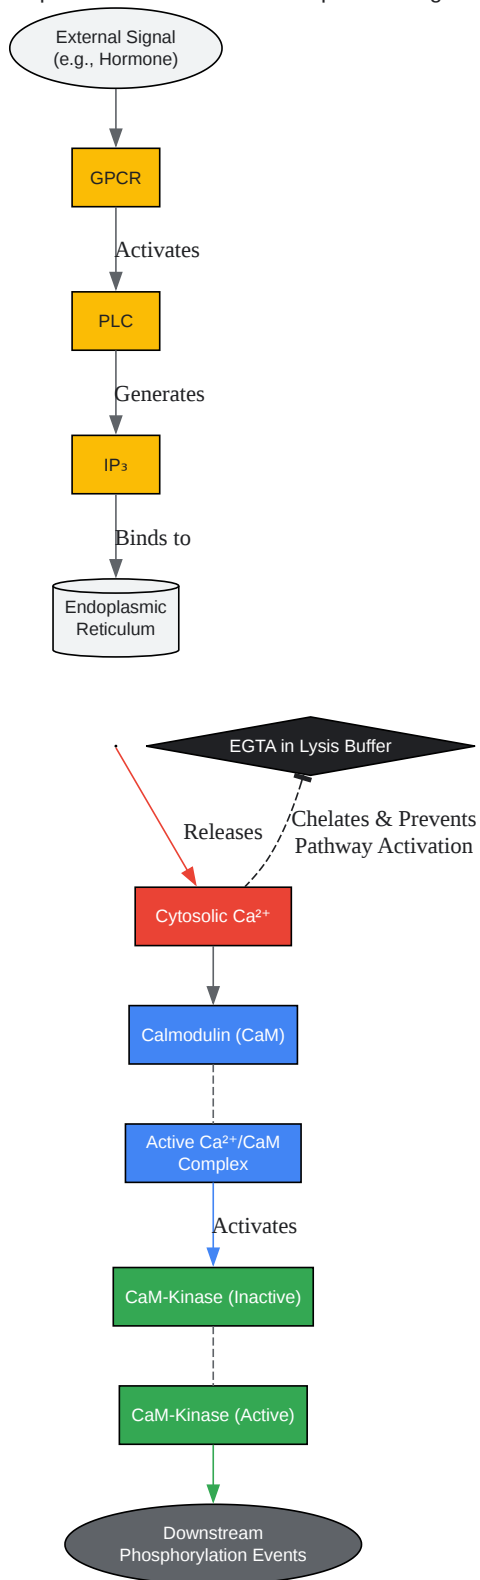 External Signal
(e.g., Hormone)
GPCR
Activates
PLC
Generates
IP₃
Binds to
Endoplasmic
Reticulum
EGTA in Lysis Buffer
Releases
Chelates & Prevents
Pathway Activation
Cytosolic Ca²⁺
Calmodulin (CaM)
Active Ca²⁺/CaM
Complex
Activates
CaM-Kinase (Inactive)
CaM-Kinase (Active)
Downstream
Phosphorylation Events